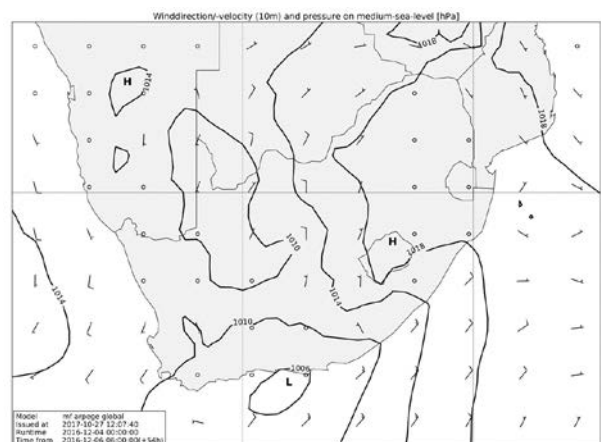 Winddirection/-velocity (10m) and pressure on medium-sea-level [hPa]
1018
H
1014
1018
1010
H
1018
1014
1014
1010
1006
L
Model mf arpege global
Issued at 2017-10-27 12:07:40
Runtime 2016-12-04 00:00:00
Time from 2016-12-06 06:00:00(+54h)